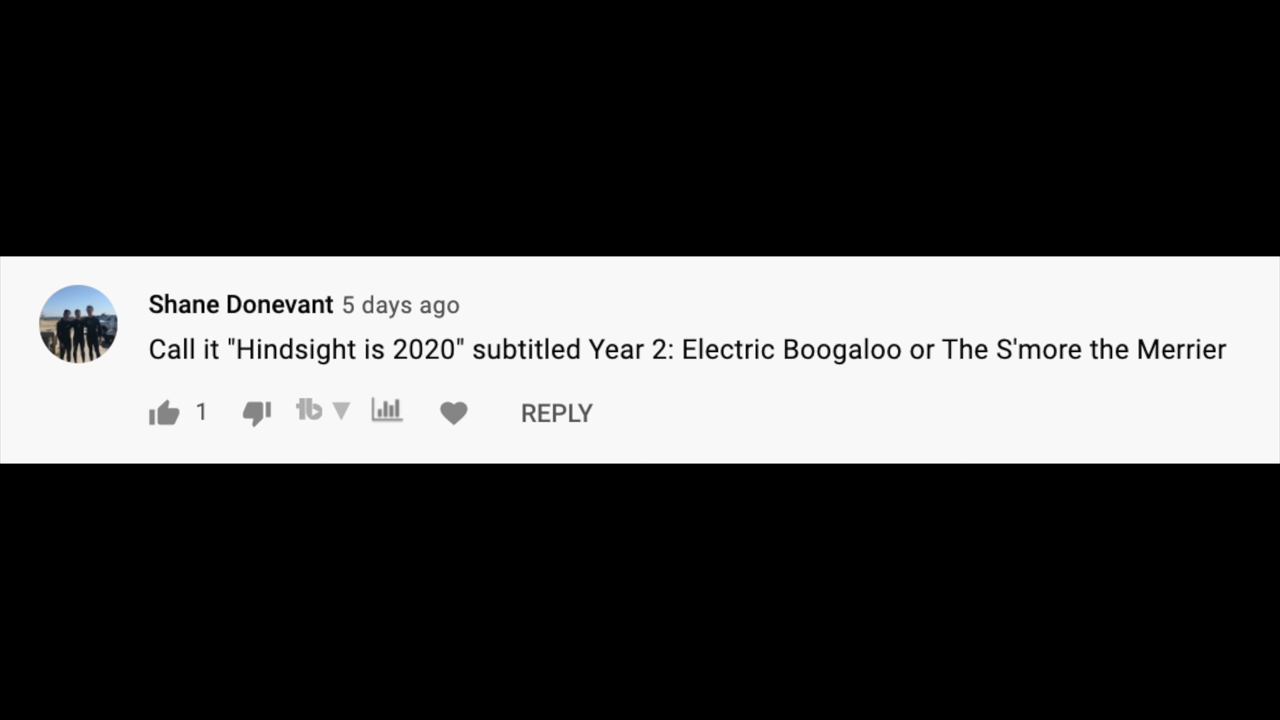 Shane Donevant 5 days ago
Call it "Hindsight is 2020" subtitled Year 2: Electric Boogaloo or The S'more the Merrier
1 tb REPLY